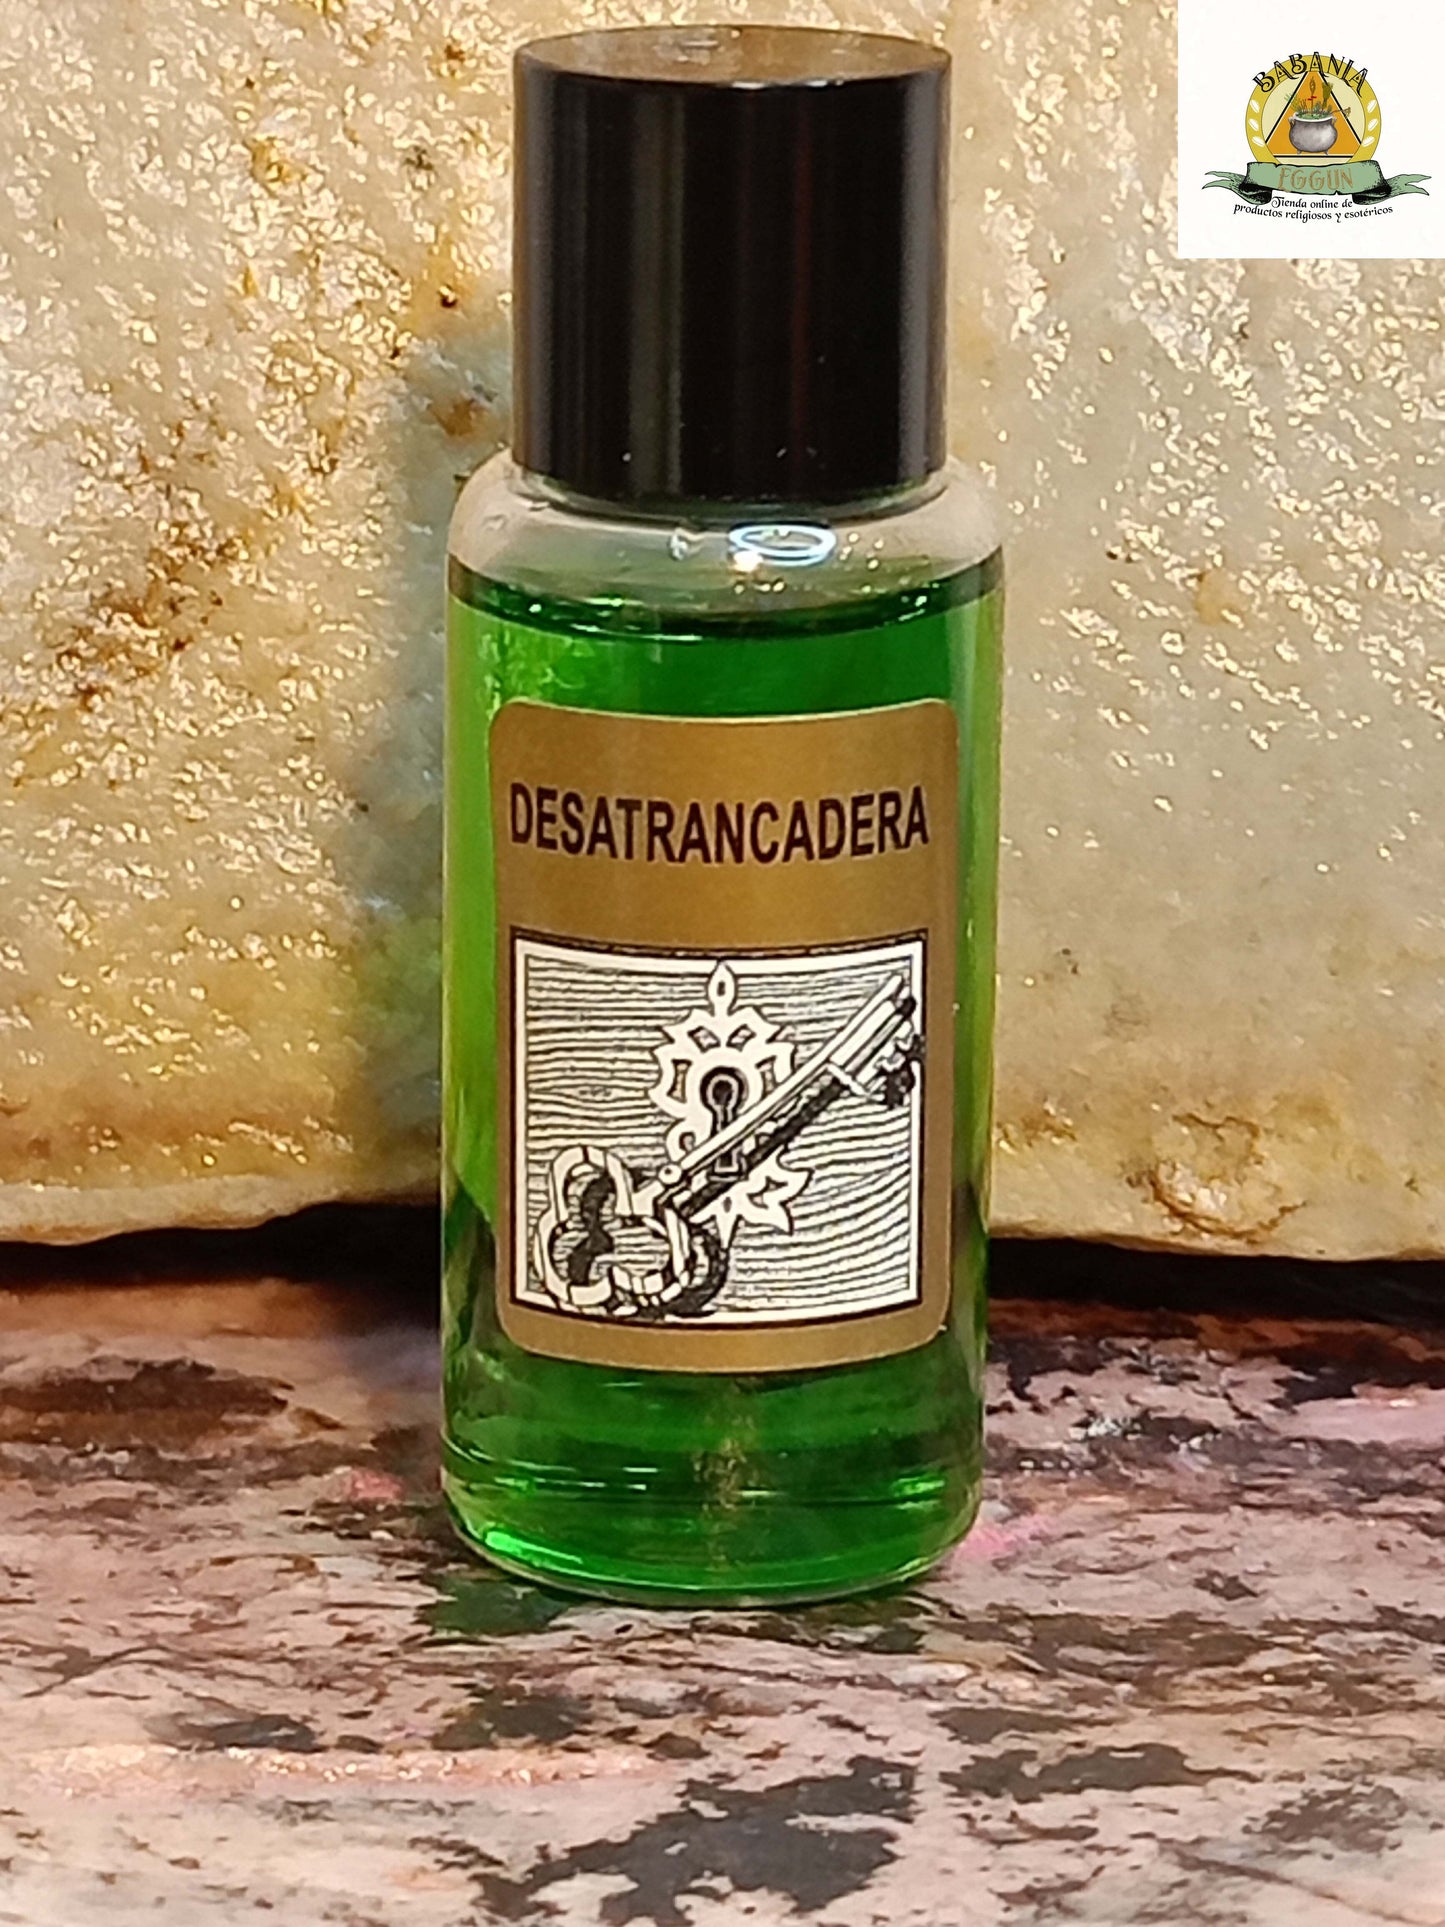 BABANIA
EGGUN
Tienda online de
productos religiosos y esotéricos
DESATRANCADERA